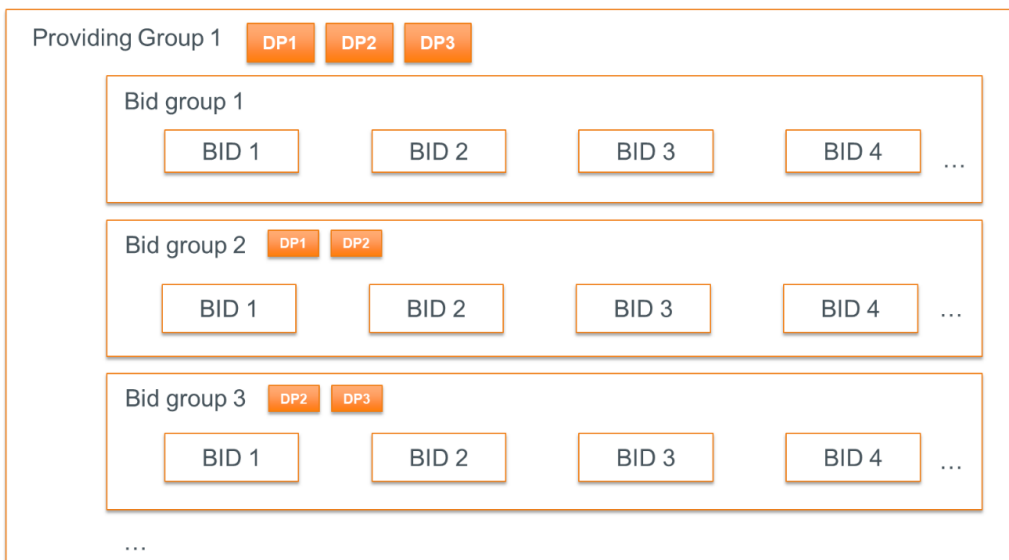 Providing Group 1 DP1 DP2 DP3
Bid group 1
BID 1 BID 2 BID 3 BID 4 ...
Bid group 2 DP1 DP2
BID 1 BID 2 BID 3 BID 4 ...
Bid group 3 DP2 DP3
BID 1 BID 2 BID 3 BID 4 ...
...